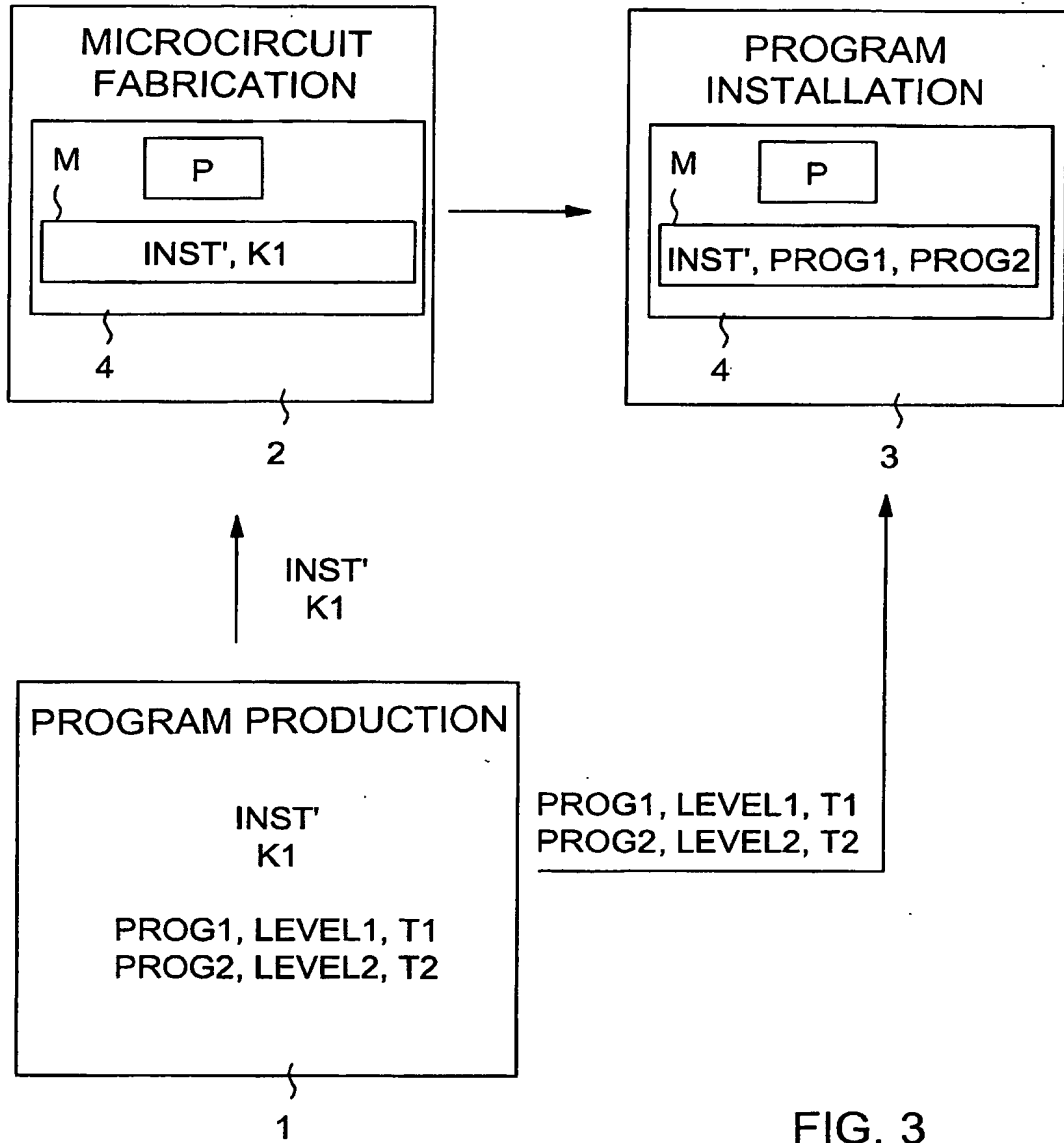 MICROCIRCUIT
FABRICATION
M
P
INST', K1
4
2
PROGRAM
INSTALLATION
M
P
INST', PROG1, PROG2
4
3
INST'
K1
PROGRAM PRODUCTION
INST'
K1
PROG1, LEVEL1, T1
PROG2, LEVEL2, T2
1
PROG1, LEVEL1, T1
PROG2, LEVEL2, T2
FIG. 3